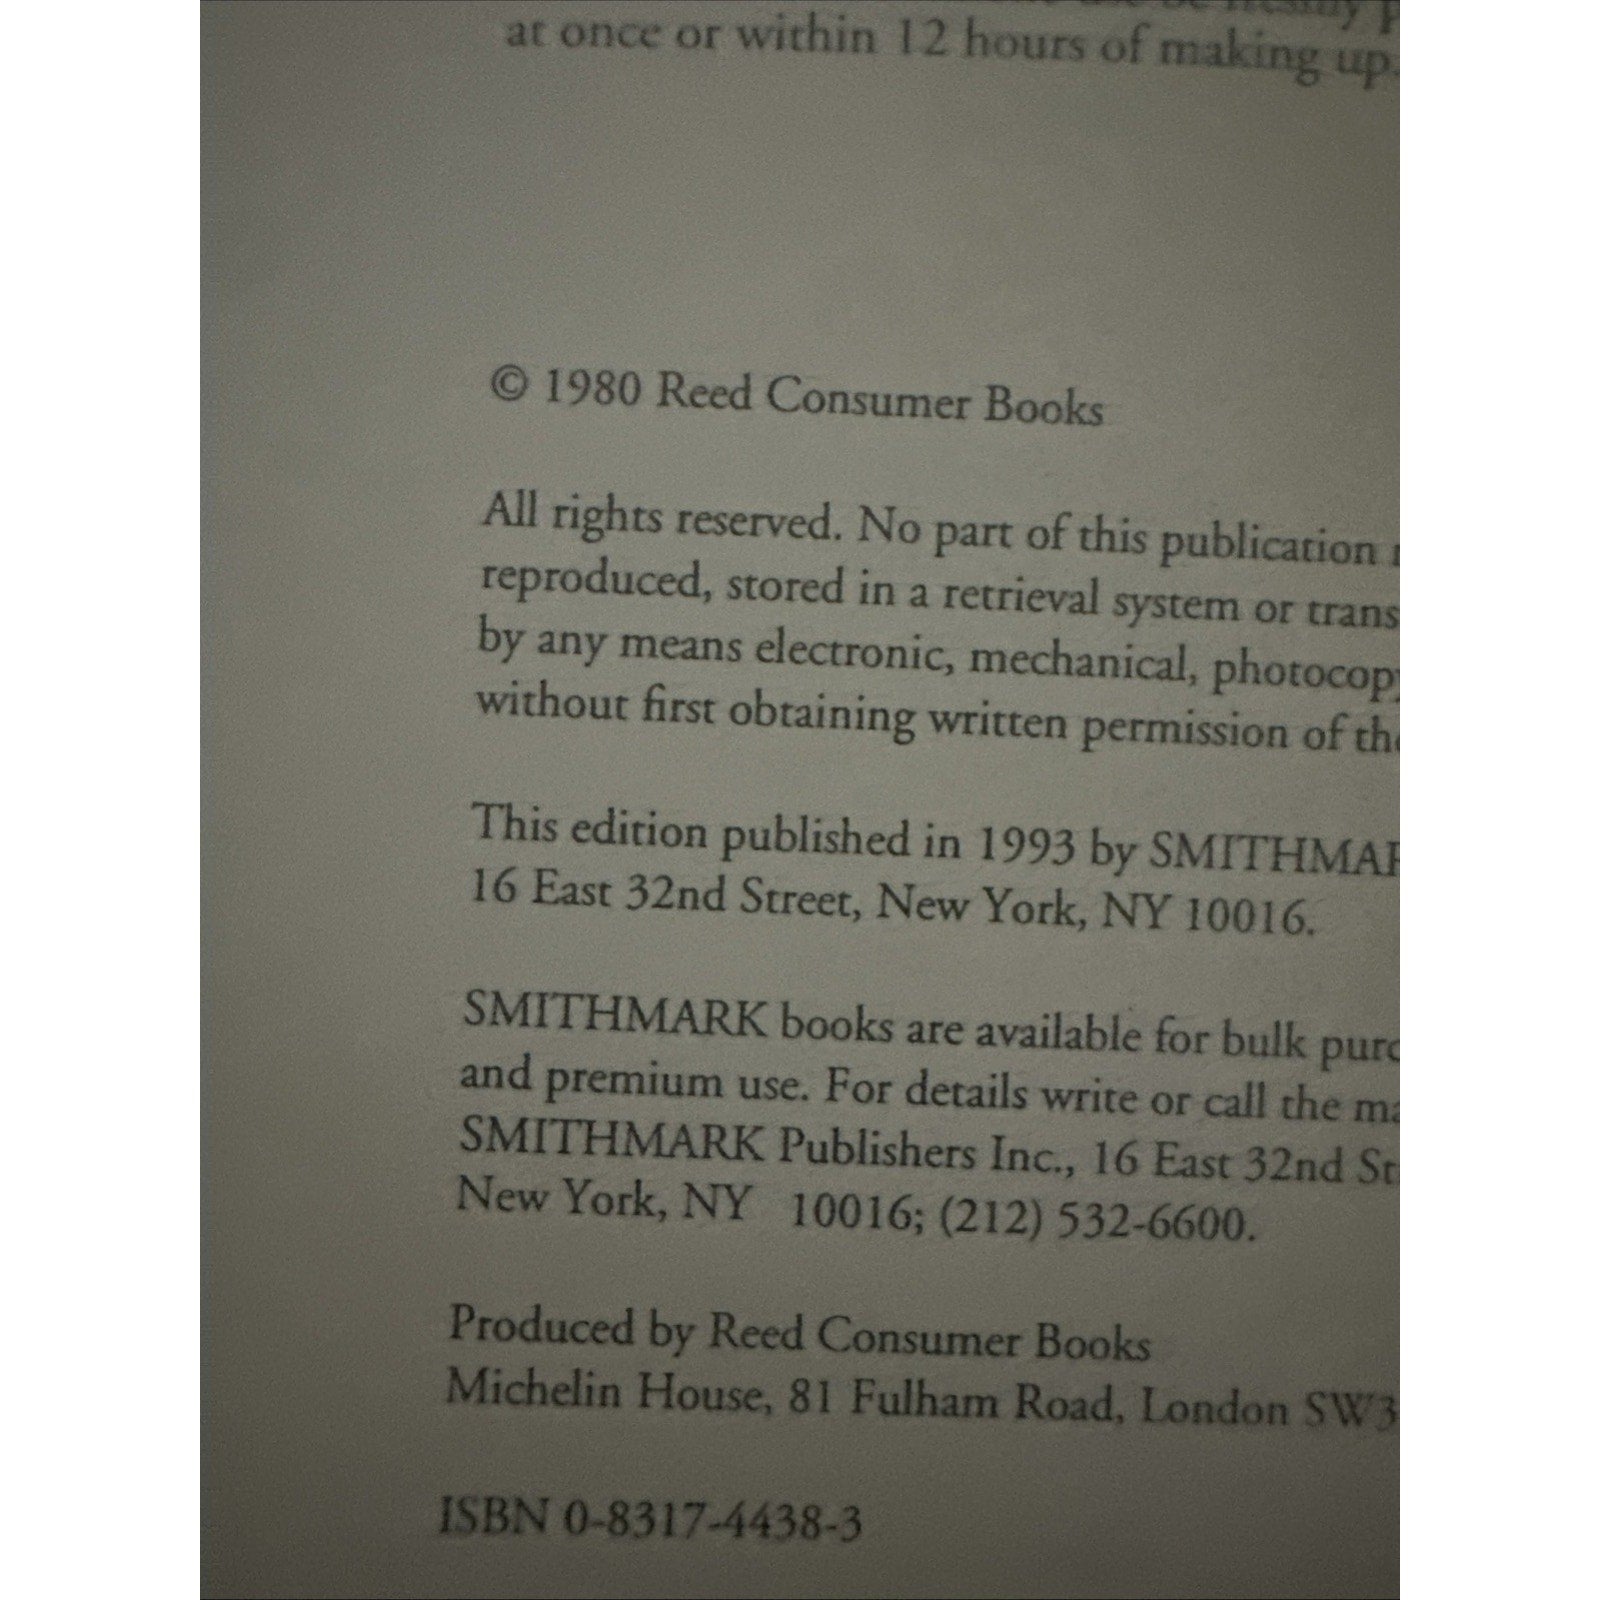 at once or within 12 hours of making up.
© 1980 Reed Consumer Books
All rights reserved. No part of this publication
reproduced, stored in a retrieval system or trans
by any means electronic, mechanical, photocopy
without first obtaining written permission of the
This edition published in 1993 by SMITHMAR
16 East 32nd Street, New York, NY 10016.
SMITHMARK books are available for bulk purc
and premium use. For details write or call the ma
SMITHMARK Publishers Inc., 16 East 32nd St
New York, NY 10016; (212) 532-6600.
Produced by Reed Consumer Books
Michelin House, 81 Fulham Road, London SW3
ISBN 0-8317-4438-3